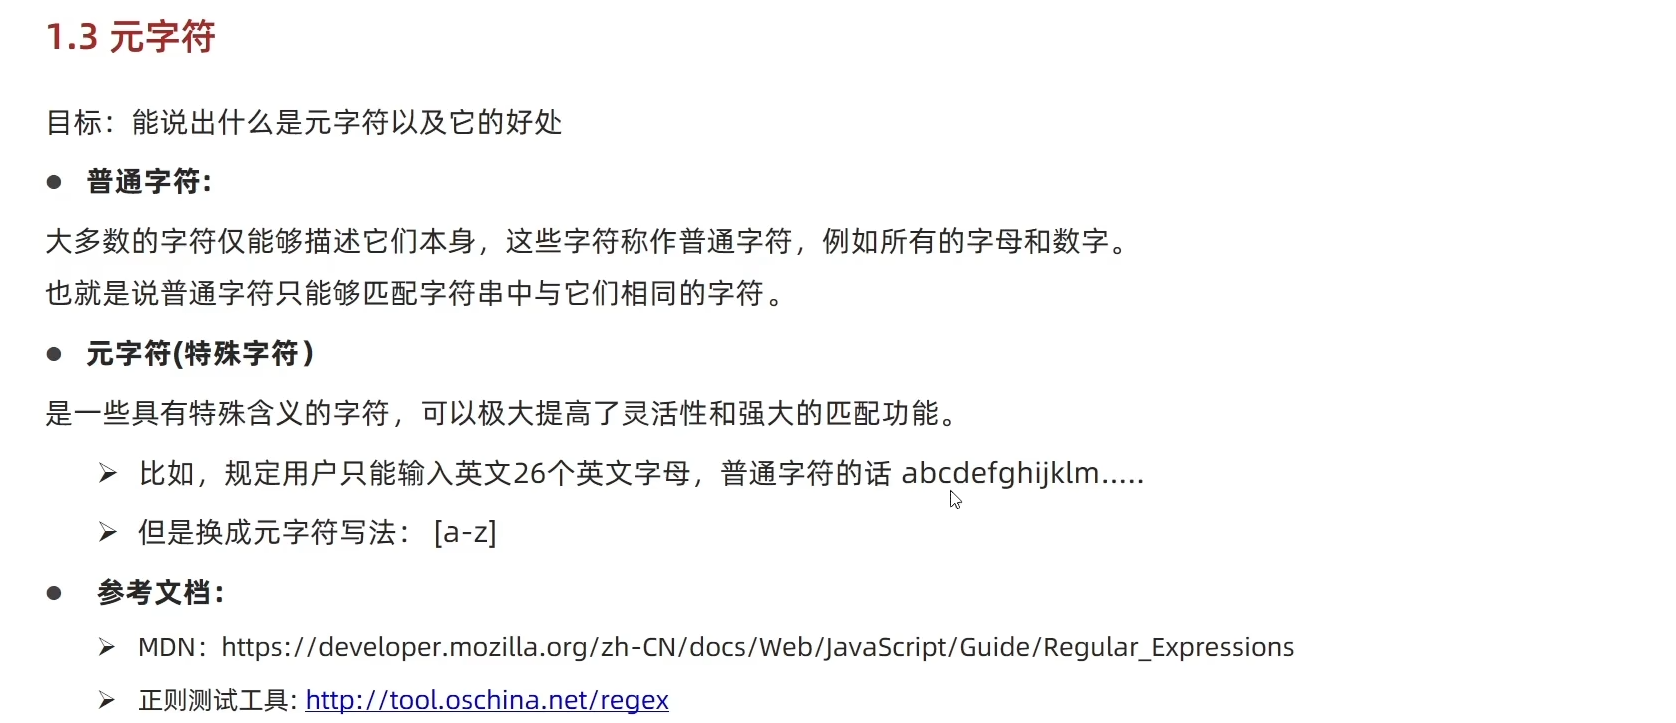 1.3 元字符
目标：能说出什么是元字符以及它的好处
● 普通字符:
大多数的字符仅能够描述它们本身，这些字符称作普通字符，例如所有的字母和数字。
也就是说普通字符只能够匹配字符串中与它们相同的字符。
● 元字符(特殊字符）
是一些具有特殊含义的字符，可以极大提高了灵活性和强大的匹配功能。
➢ 比如，规定用户只能输入英文26个英文字母，普通字符的话 abcdefghijklm…..
➢ 但是换成元字符写法： [a-z]
● 参考文档：
➢ MDN：https://developer.mozilla.org/zh-CN/docs/Web/JavaScript/Guide/Regular_Expressions
➢ 正则测试工具: http://tool.oschina.net/regex